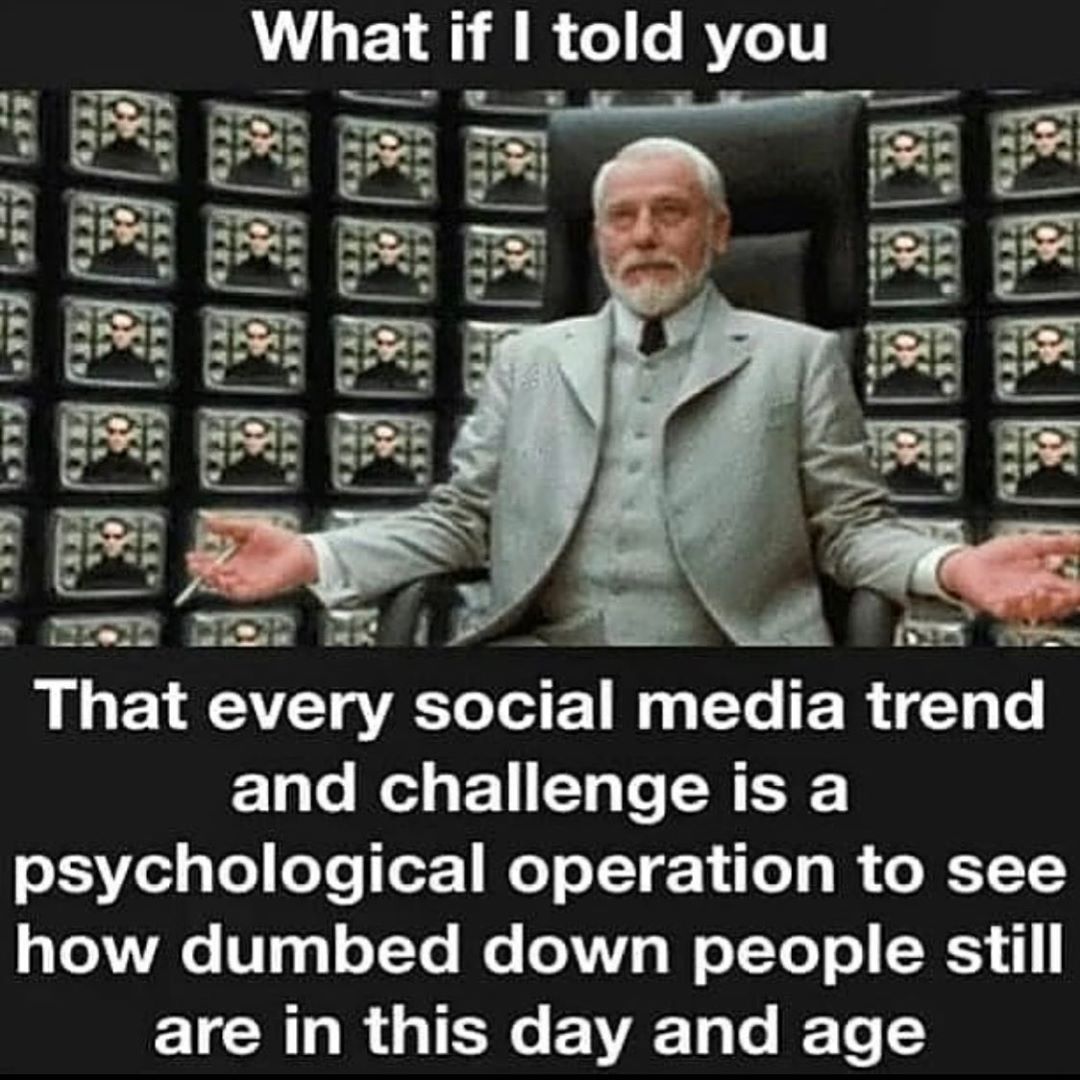 What if I told you
That every social media trend
and challenge is a
psychological operation to see
how dumbed down people still
are in this day and age